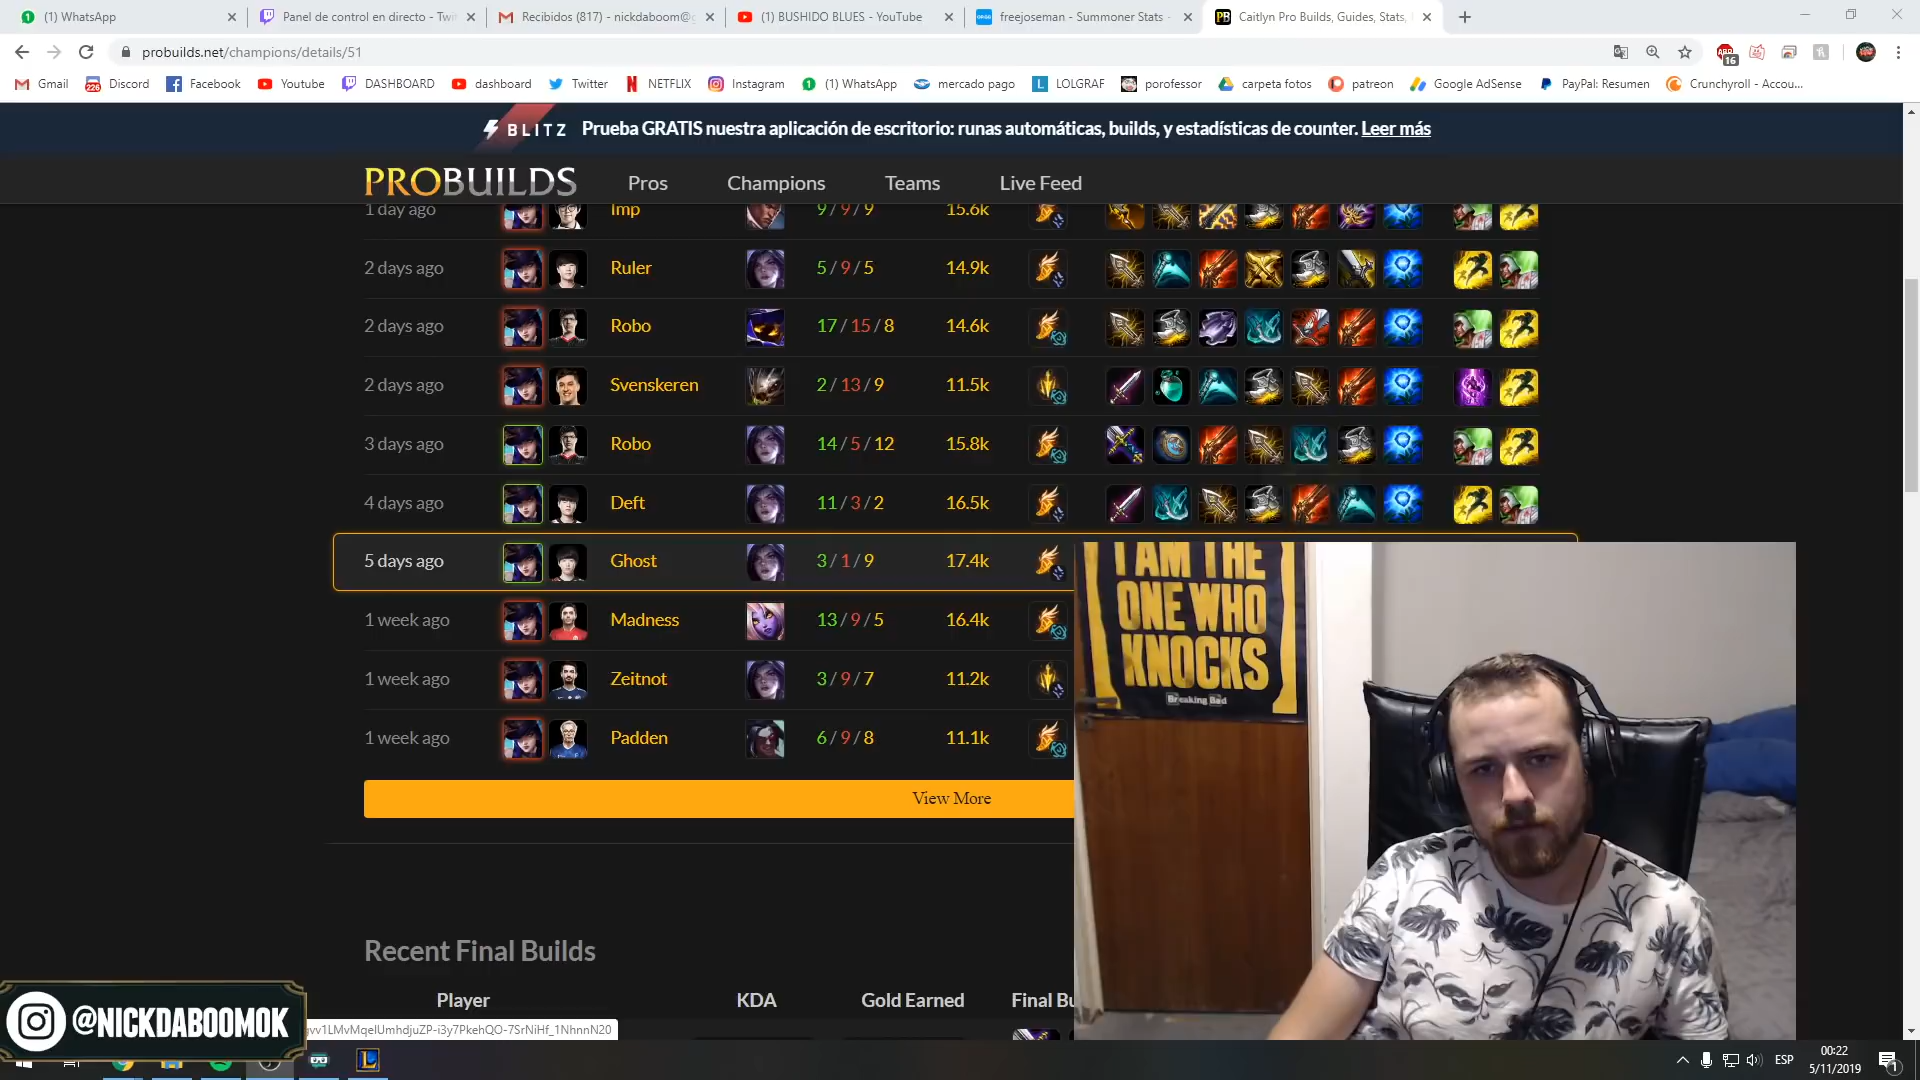 (1) WhatsApp
Panel de control en directo - Twi
Recibidos (817) - nickdaboom@
(1) BUSHIDO BLUES - YouTube
freejoseman - Summoner Stats -
Caitlyn Pro Builds, Guides, Stats,
probuilds.net/champions/details/51
16
Gmail
226
Discord
Facebook
Youtube
DASHBOARD
dashboard
Twitter
NETFLIX
Instagram
(1) WhatsApp
mercado pago
LOLGRAF
porofessor
carpeta fotos
patreon
Google AdSense
PayPal: Resumen
Crunchyroll - Accou...
BLITZ Prueba GRATIS nuestra aplicación de escritorio: runas automáticas, builds, y estadísticas de counter. Leer más
PROBUILDS Pros Champions Teams Live Feed
1 day ago Imp 9 / 9 / 9 15.6k
2 days ago Ruler 5 / 9 / 5 14.9k
2 days ago Robo 17 / 15 / 8 14.6k
2 days ago Svenskeren 2 / 13 / 9 11.5k
3 days ago Robo 14 / 5 / 12 15.8k
4 days ago Deft 11 / 3 / 2 16.5k
5 days ago Ghost 3 / 1 / 9 17.4k
1 week ago Madness 13 / 9 / 5 16.4k
1 week ago Zeitnot 3 / 9 / 7 11.2k
1 week ago Padden 6 / 9 / 8 11.1k
View More
I AM THE
ONE WHO
KNOCKS
Breaking Bad
Recent Final Builds
Player KDA Gold Earned Final Bu
@NICKDABOOMOK
00:22
ESP
5/11/2019